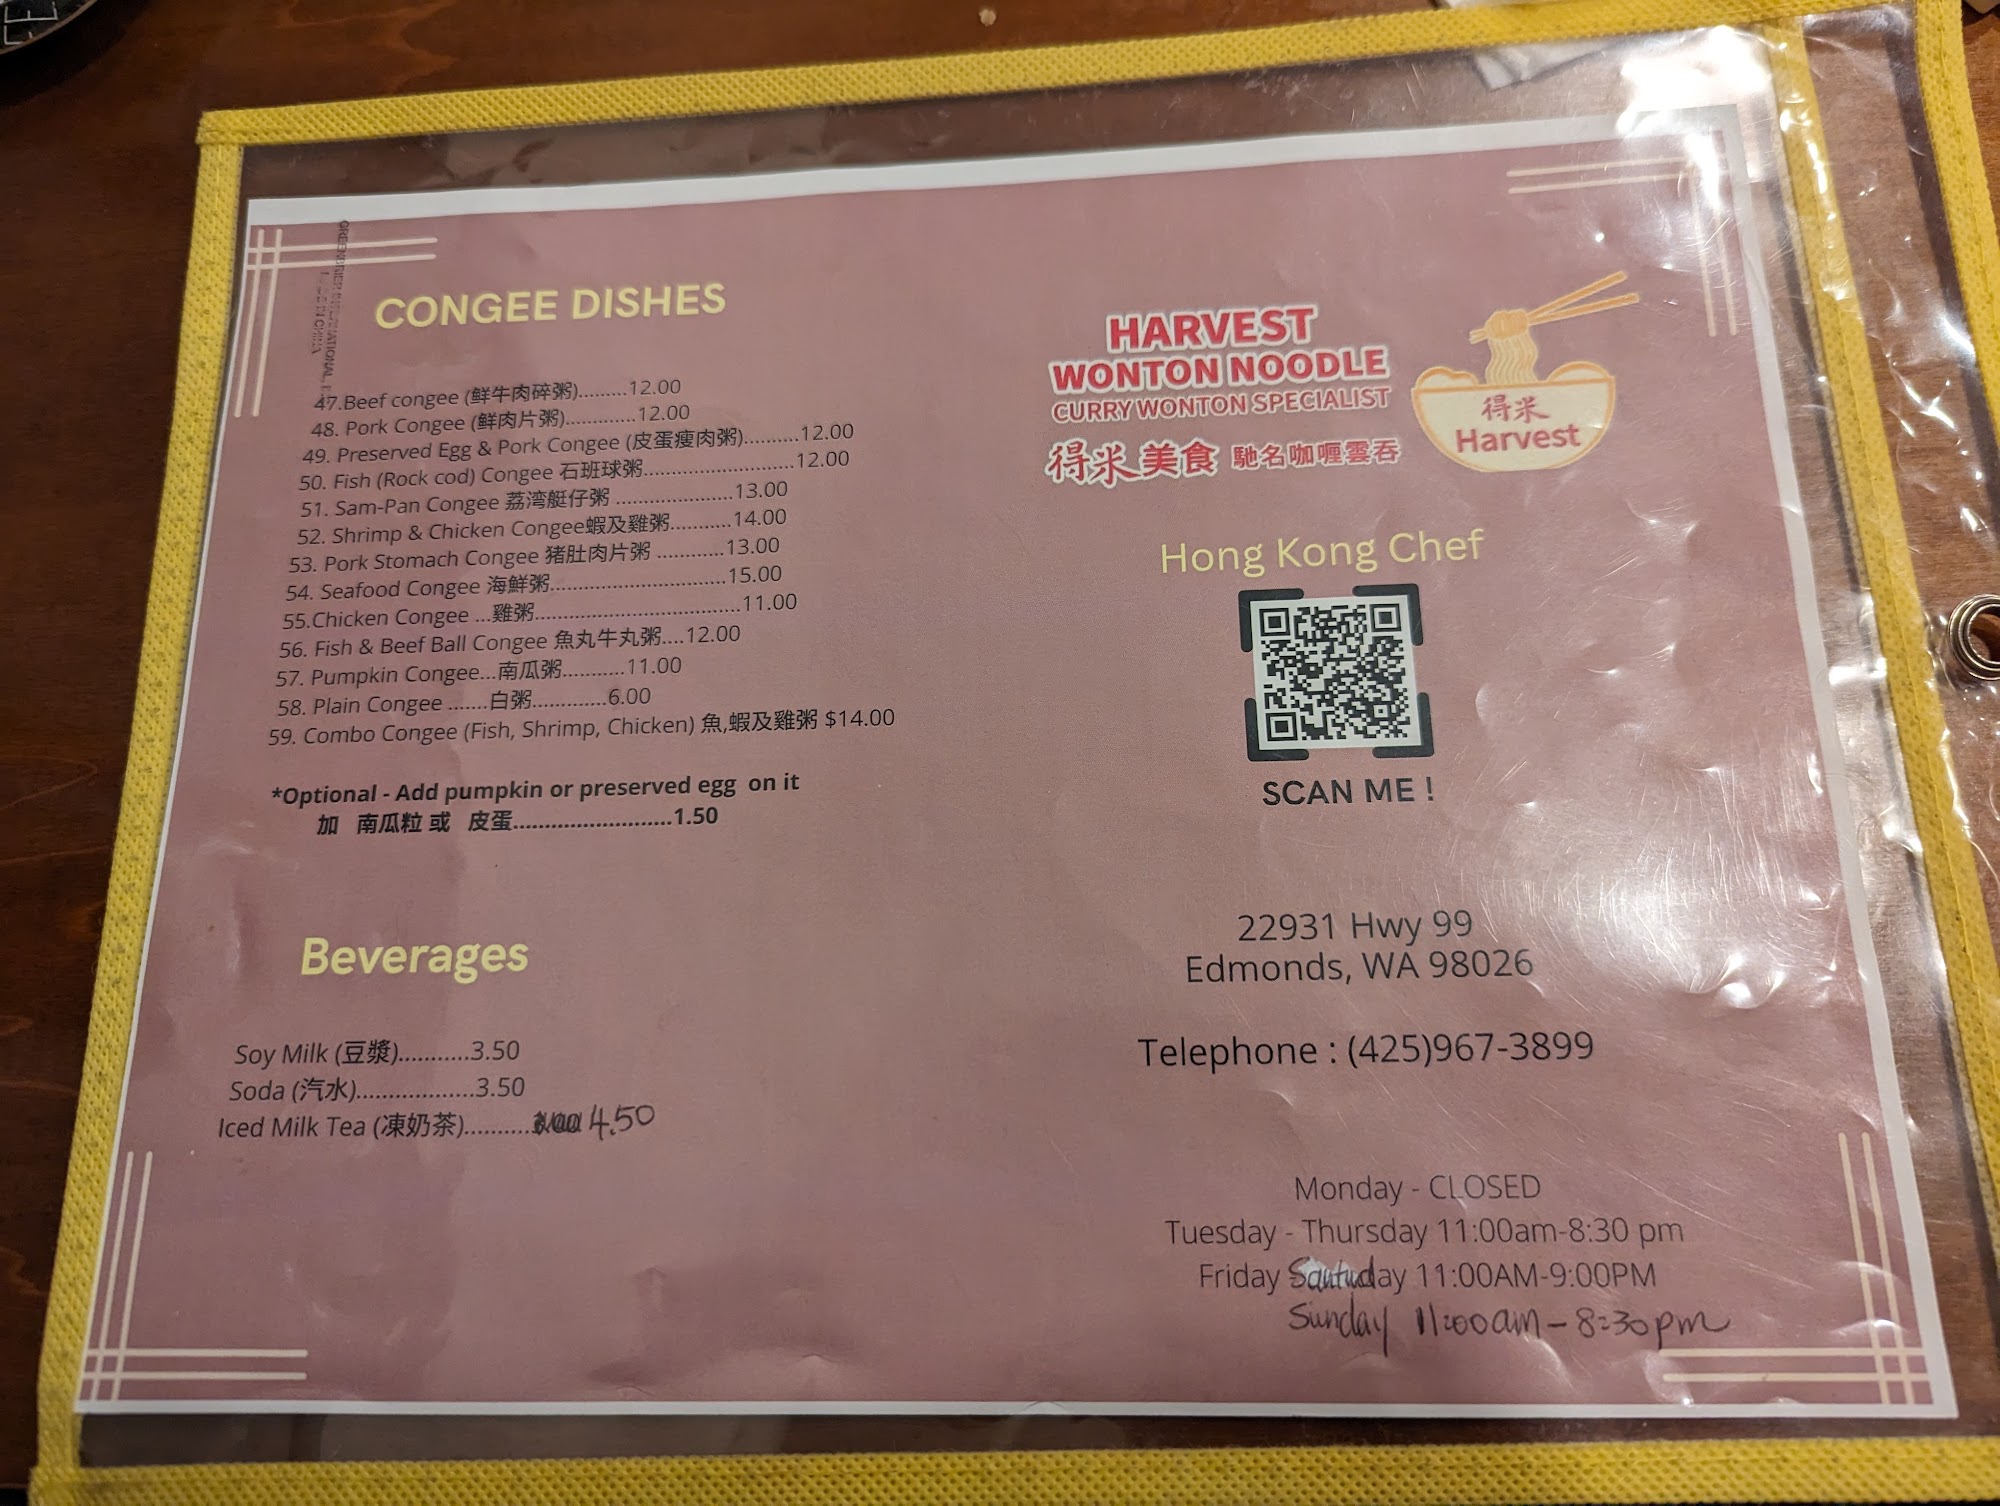 CONGEE DISHES
47.Beef congee (鮮牛肉碎粥)........12.00
48. Pork Congee (鮮肉片粥)............12.00
49. Preserved Egg & Pork Congee (皮蛋瘦肉粥)..........12.00
50. Fish (Rock cod) Congee 石班球粥...........................12.00
51. Sam-Pan Congee 荔湾艇仔粥 .....................13.00
52. Shrimp & Chicken Congee蝦及雞粥...........14.00
53. Pork Stomach Congee 猪肚肉片粥 ............13.00
54. Seafood Congee 海鮮粥...............................15.00
55.Chicken Congee ...雞粥.....................................11.00
56. Fish & Beef Ball Congee 魚丸牛丸粥....12.00
57. Pumpkin Congee...南瓜粥...........11.00
58. Plain Congee .......白粥.............6.00
59. Combo Congee (Fish, Shrimp, Chicken) 魚,蝦及雞粥 $14.00
*Optional - Add pumpkin or preserved egg on it
加 南瓜粒 或 皮蛋..........................1.50
Beverages
Soy Milk (豆漿)...........3.50
Soda (汽水)...................3.50
Iced Milk Tea (凍奶茶)..........4.50
HARVEST
WONTON NOODLE
CURRY WONTON SPECIALIST
得米美食 馳名咖喱雲吞
得米
Harvest
Hong Kong Chef
SCAN ME !
22931 Hwy 99
Edmonds, WA 98026
Telephone : (425)967-3899
Monday - CLOSED
Tuesday - Thursday 11:00am-8:30 pm
Friday Santurday 11:00AM-9:00PM
Sunday 11:00am - 8:30pm